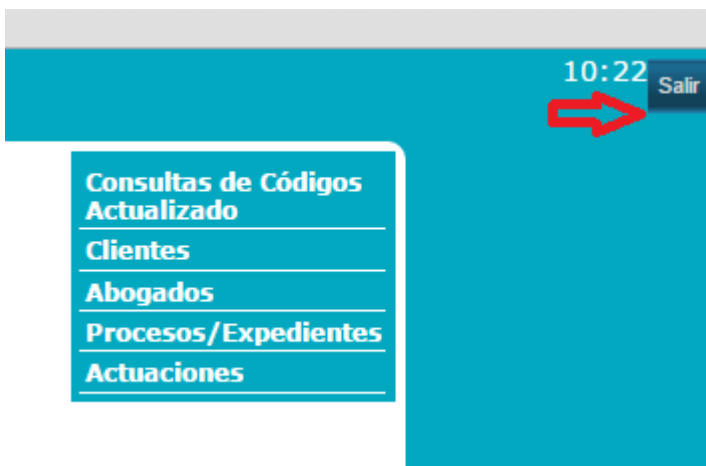 10:22 Salir
Consultas de Códigos
Actualizado
Clientes
Abogados
Procesos/Expedientes
Actuaciones